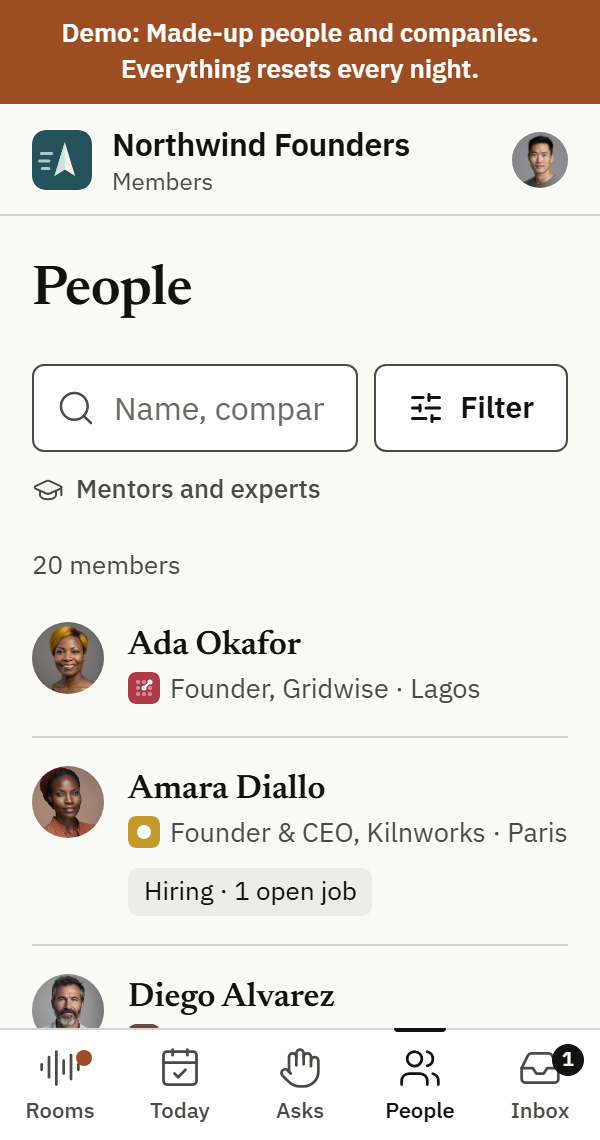 Demo: Made-up people and companies.
Everything resets every night.
Northwind Founders
Members
People
Name, compar
Filter
Mentors and experts
20 members
Ada Okafor
Founder, Gridwise · Lagos
Amara Diallo
Founder & CEO, Kilnworks · Paris
Hiring · 1 open job
Diego Alvarez
1
Rooms
Today
Asks
People
Inbox